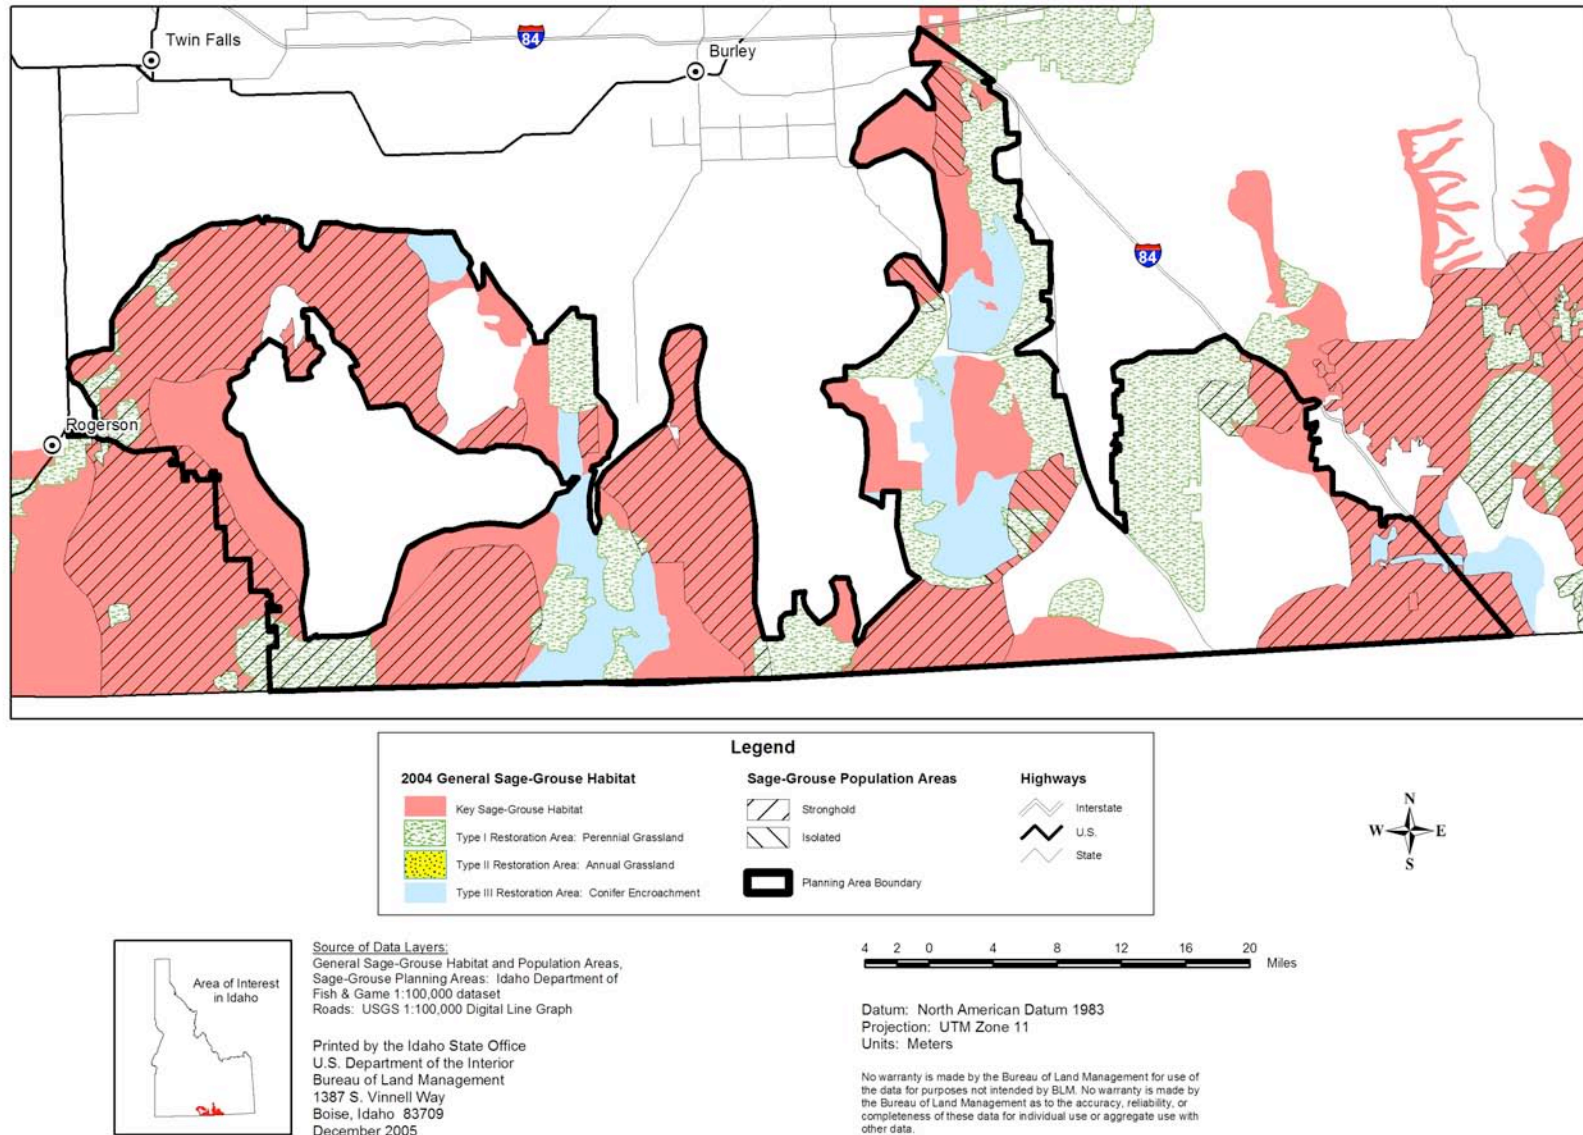 Twin Falls
84
Burley
84
Rogerson
Legend
2004 General Sage-Grouse Habitat
Key Sage-Grouse Habitat
Type I Restoration Area: Perennial Grassland
Type II Restoration Area: Annual Grassland
Type III Restoration Area: Conifer Encroachment
Sage-Grouse Population Areas
Stronghold
Isolated
Planning Area Boundary
Highways
Interstate
U.S.
State
N
W E
S
Area of Interest
in Idaho
Source of Data Layers:
General Sage-Grouse Habitat and Population Areas,
Sage-Grouse Planning Areas: Idaho Department of
Fish & Game 1:100,000 dataset
Roads: USGS 1:100,000 Digital Line Graph
Printed by the Idaho State Office
U.S. Department of the Interior
Bureau of Land Management
1387 S. Vinnell Way
Boise, Idaho 83709
December 2005
4 2 0 4 8 12 16 20
Miles
Datum: North American Datum 1983
Projection: UTM Zone 11
Units: Meters
No warranty is made by the Bureau of Land Management for use of
the data for purposes not intended by BLM. No warranty is made by
the Bureau of Land Management as to the accuracy, reliability, or
completeness of these data for individual use or aggregate use with
other data.